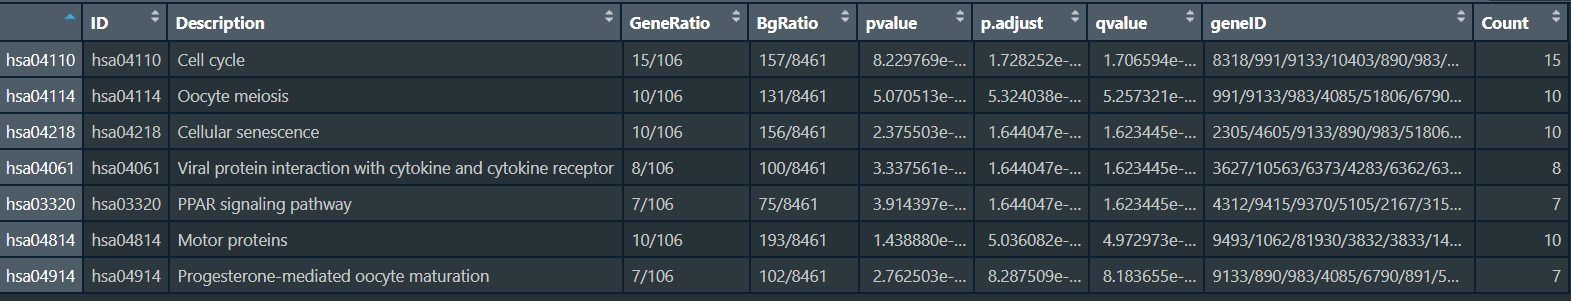 ID Description GeneRatio BgRatio pvalue p.adjust qvalue geneID Count
hsa04110 hsa04110 Cell cycle 15/106 157/8461 8.229769e-... 1.728252e-... 1.706594e-... 8318/991/9133/10403/890/983/... 15
hsa04114 hsa04114 Oocyte meiosis 10/106 131/8461 5.070513e-... 5.324038e-... 5.257321e-... 991/9133/983/4085/51806/6790... 10
hsa04218 hsa04218 Cellular senescence 10/106 156/8461 2.375503e-... 1.644047e-... 1.623445e-... 2305/4605/9133/890/983/51806... 10
hsa04061 hsa04061 Viral protein interaction with cytokine and cytokine receptor 8/106 100/8461 3.337561e-... 1.644047e-... 1.623445e-... 3627/10563/6373/4283/6362/63... 8
hsa03320 hsa03320 PPAR signaling pathway 7/106 75/8461 3.914397e-... 1.644047e-... 1.623445e-... 4312/9415/9370/5105/2167/315... 7
hsa04814 hsa04814 Motor proteins 10/106 193/8461 1.438880e-... 5.036082e-... 4.972973e-... 9493/1062/81930/3832/3833/14... 10
hsa04914 hsa04914 Progesterone-mediated oocyte maturation 7/106 102/8461 2.762503e-... 8.287509e-... 8.183655e-... 9133/890/983/4085/6790/891/5... 7